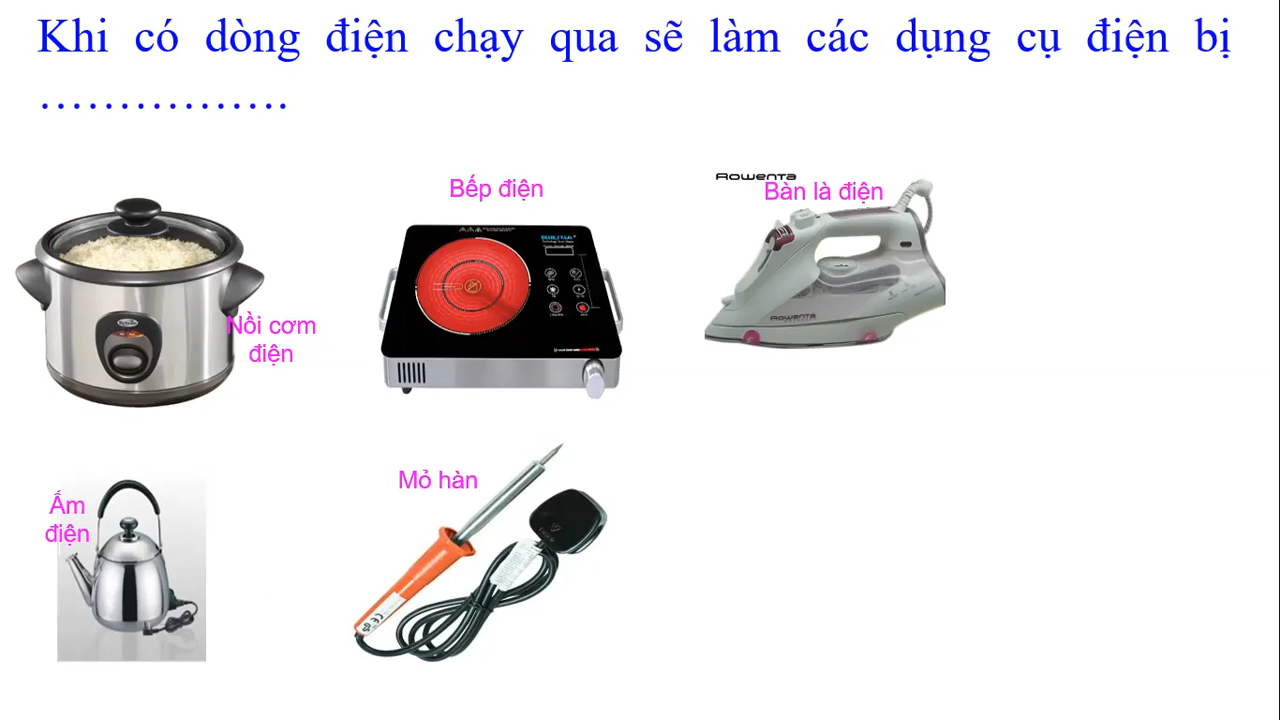 Khi có dòng điện chạy qua sẽ làm các dụng cụ điện bị
…………….
Bếp điện
Rowenta
Bàn là điện
Rowenta
Nồi cơm
điện
Ấm
điện
Mỏ hàn